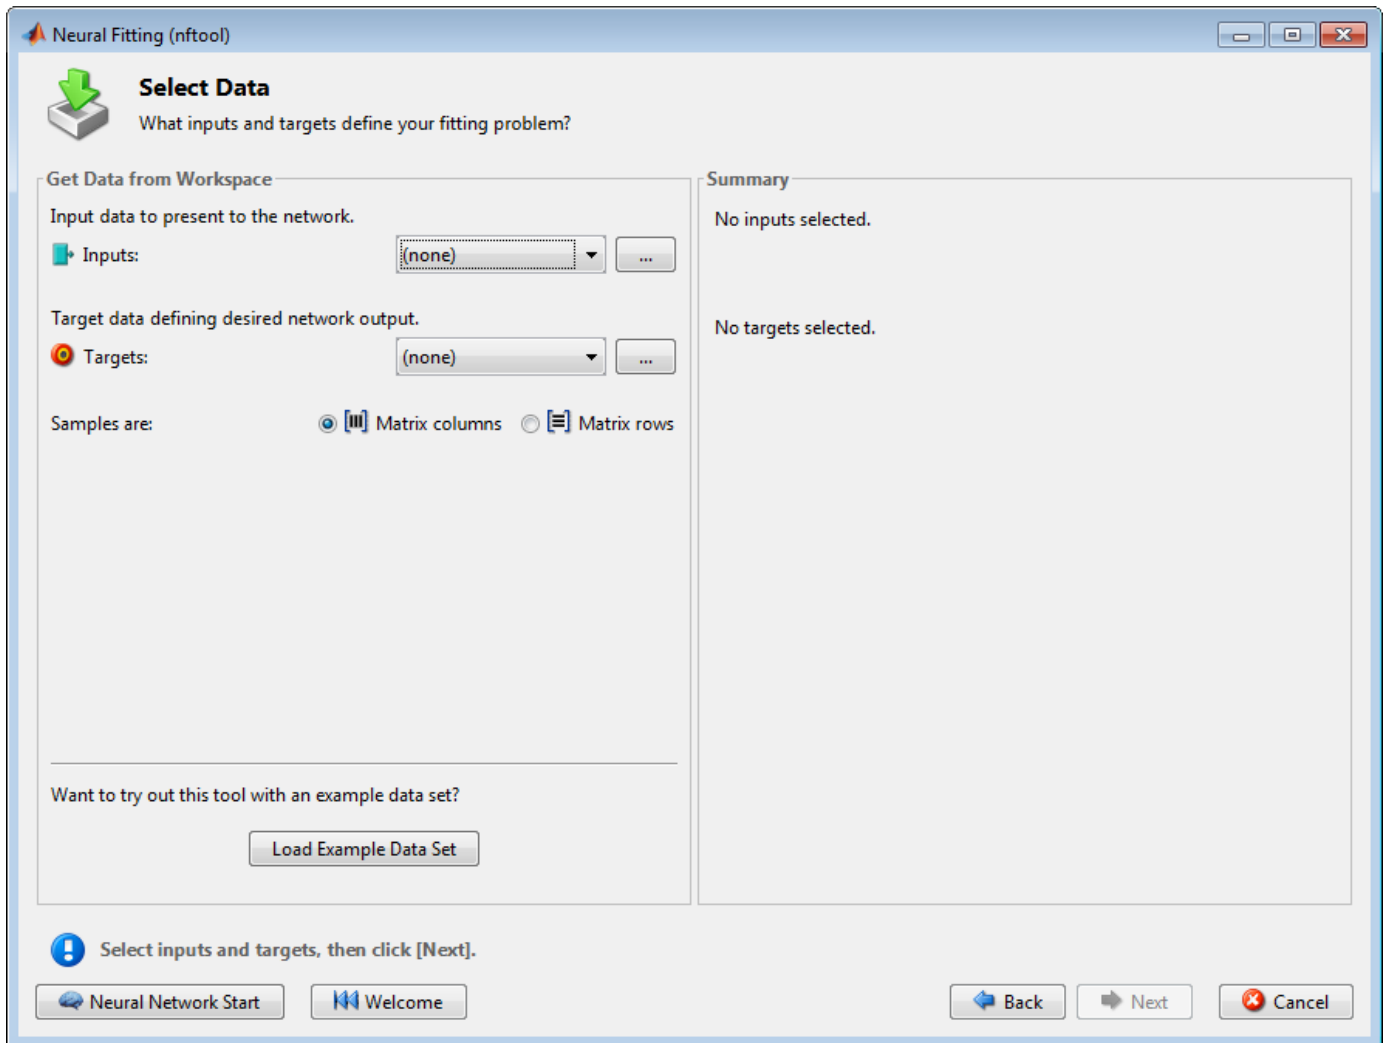 Neural Fitting (nftool)
Select Data
What inputs and targets define your fitting problem?
Get Data from Workspace
Input data to present to the network.
Inputs:
(none)
...
Target data defining desired network output.
Targets:
(none)
...
Samples are:
Matrix columns
Matrix rows
Want to try out this tool with an example data set?
Load Example Data Set
Summary
No inputs selected.
No targets selected.
Select inputs and targets, then click [Next].
Neural Network Start
Welcome
Back
Next
Cancel